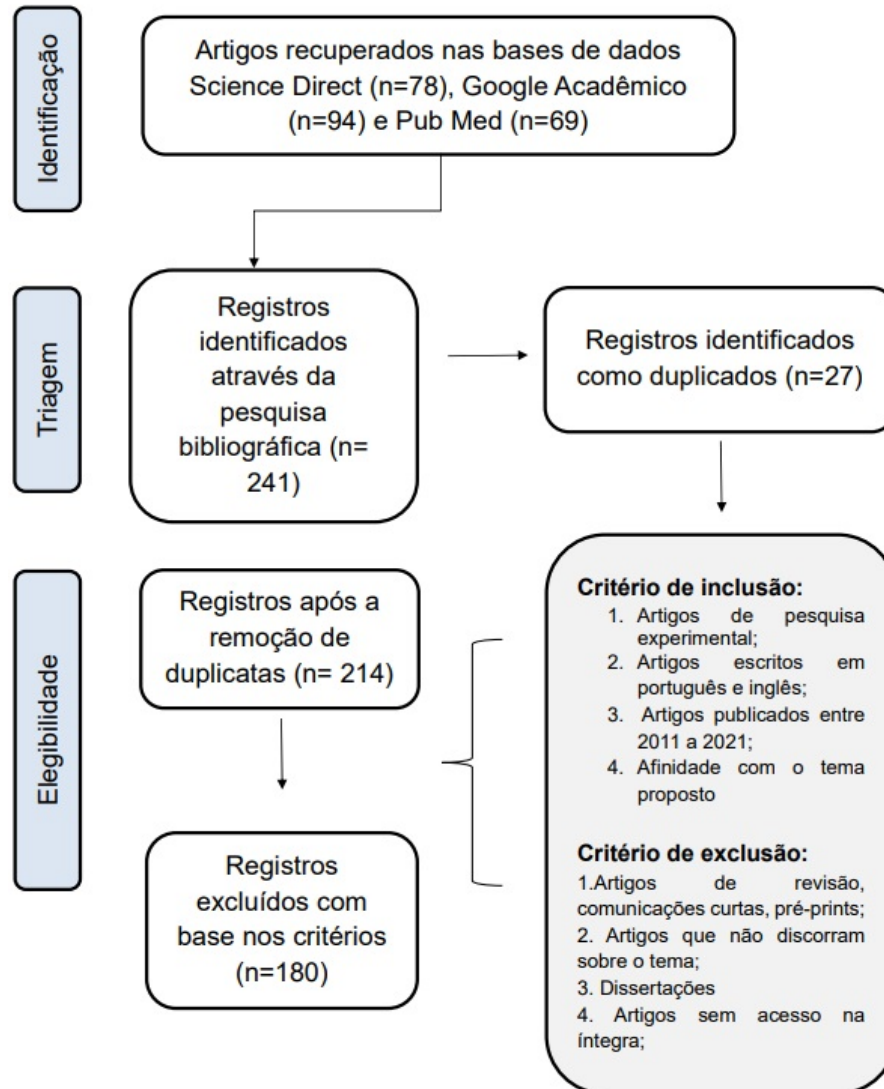 Identificação
Artigos recuperados nas bases de dados
Science Direct (n=78), Google Acadêmico
(n=94) e Pub Med (n=69)
Triagem
Registros
identificados
através da
pesquisa
bibliográfica (n=
241)
Registros identificados
como duplicados (n=27)
Elegibilidade
Registros após a
remoção de
duplicatas (n= 214)
Registros
excluídos com
base nos critérios
(n=180)
Critério de inclusão:
1. Artigos de pesquisa
experimental;
2. Artigos escritos em
português e inglês;
3. Artigos publicados entre
2011 a 2021;
4. Afinidade com o tema
proposto
Critério de exclusão:
1.Artigos de revisão,
comunicações curtas, pré-prints;
2. Artigos que não discorram
sobre o tema;
3. Dissertações
4. Artigos sem acesso na
íntegra;